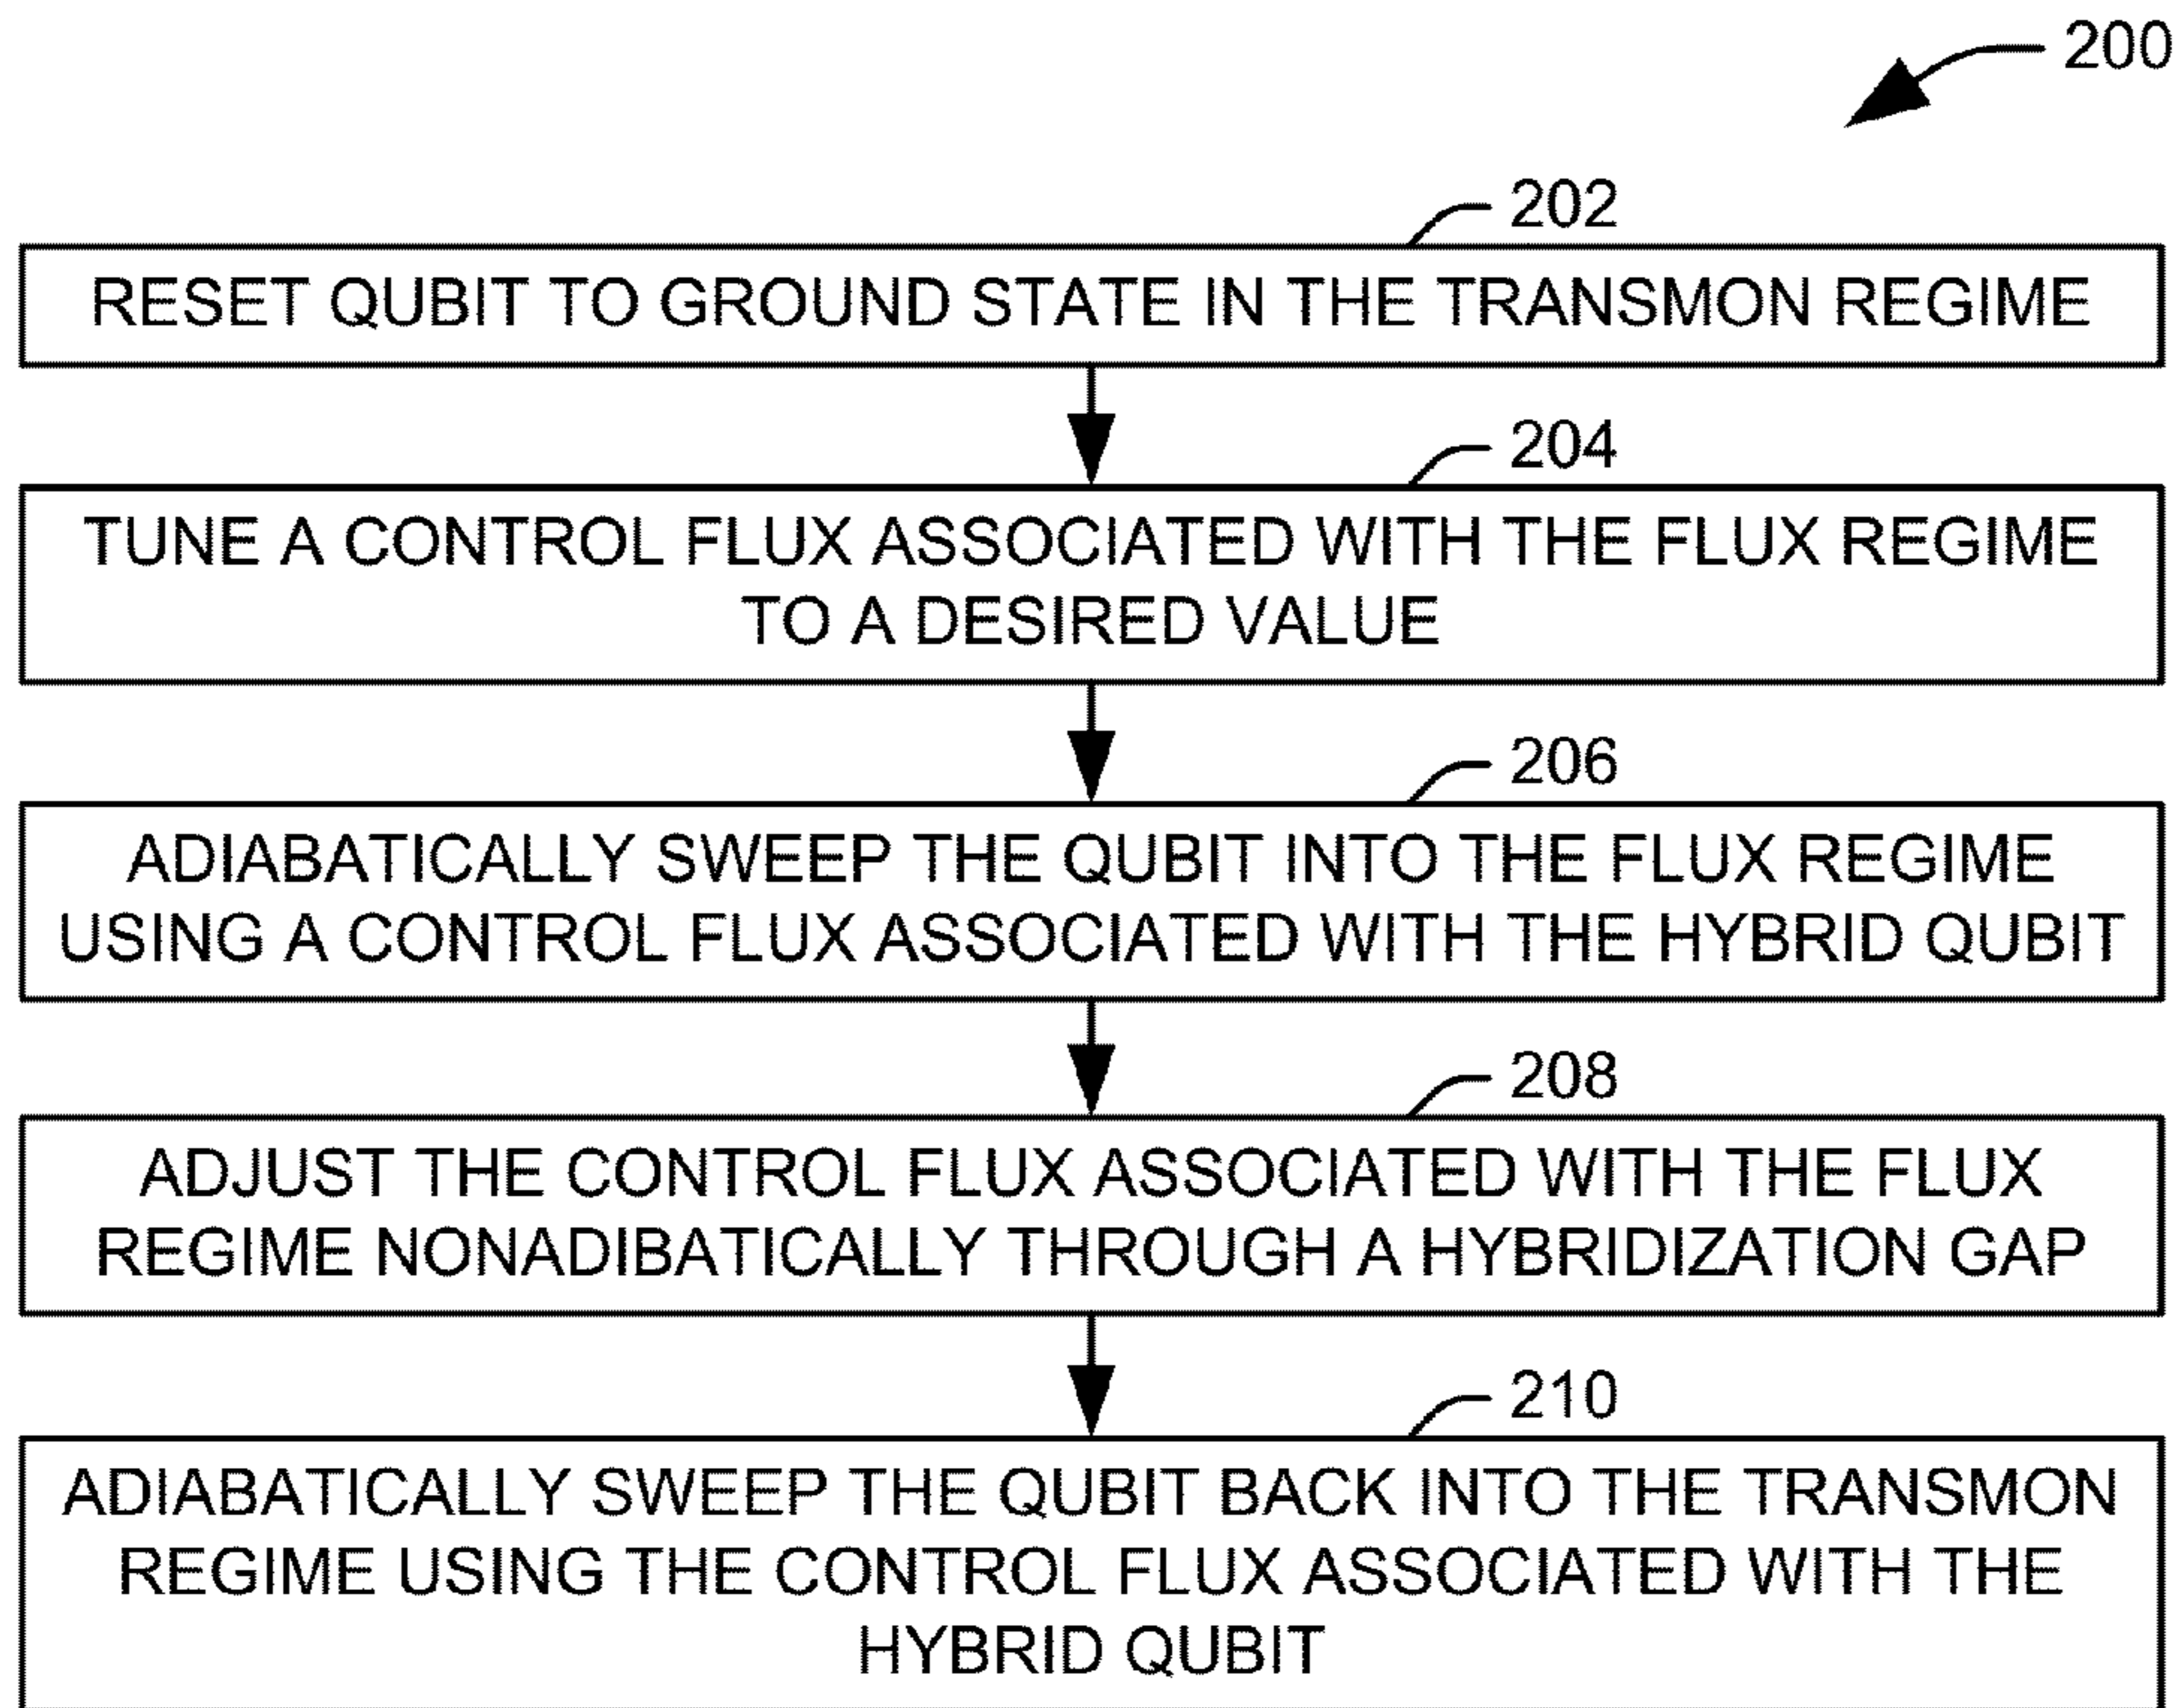 200
202
RESET QUBIT TO GROUND STATE IN THE TRANSMON REGIME
204
TUNE A CONTROL FLUX ASSOCIATED WITH THE FLUX REGIME
TO A DESIRED VALUE
206
ADIABATICALLY SWEEP THE QUBIT INTO THE FLUX REGIME
USING A CONTROL FLUX ASSOCIATED WITH THE HYBRID QUBIT
208
ADJUST THE CONTROL FLUX ASSOCIATED WITH THE FLUX
REGIME NONADIBATICALLY THROUGH A HYBRIDIZATION GAP
210
ADIABATICALLY SWEEP THE QUBIT BACK INTO THE TRANSMON
REGIME USING THE CONTROL FLUX ASSOCIATED WITH THE
HYBRID QUBIT